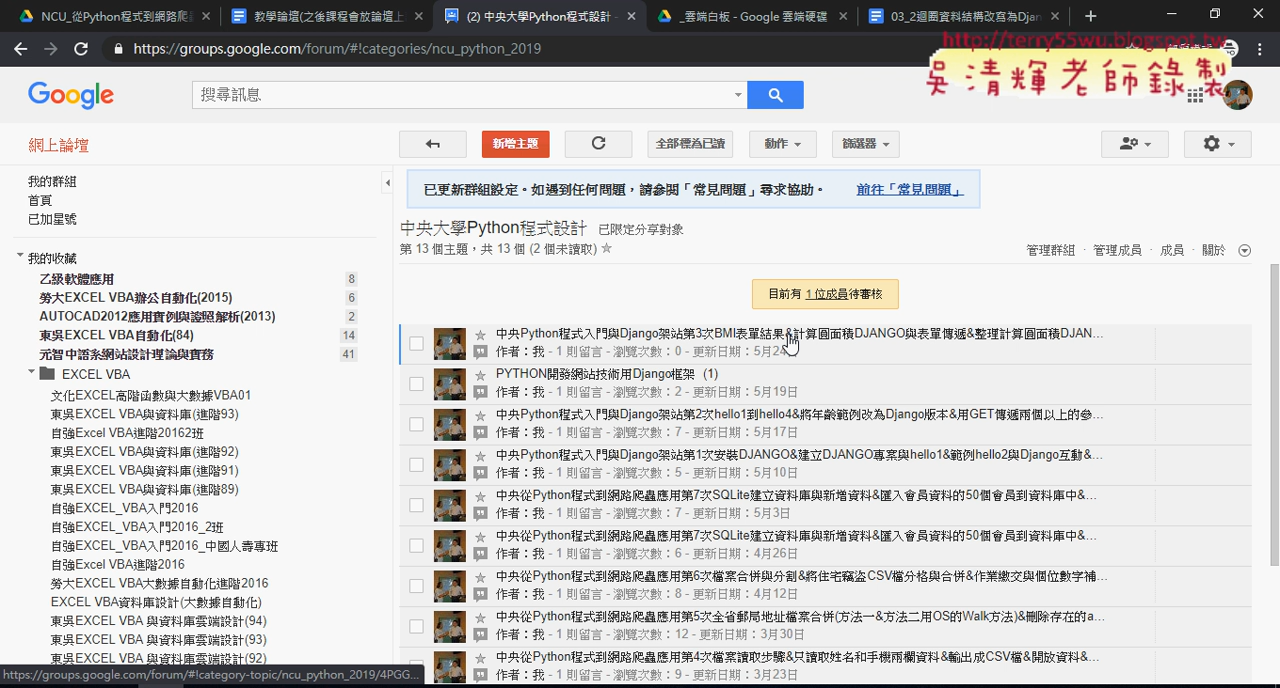 NCU_從Python程式到網路爬蟲
教學論壇(之後課程會放論壇上
(2) 中央大學Python程式設計 -
_雲端白板 - Google 雲端硬碟
03_2迴圈資料結構改寫為Djan
https://groups.google.com/forum/#!categories/ncu_python_2019
http://terry55wu.blogspot.tw
吳清輝老師錄製
Google
搜尋訊息
網上論壇
新增主題
全部標為已讀
動作
篩選器
我的群組
首頁
已加星號
我的收藏
乙級軟體應用 8
勞大EXCEL VBA辦公自動化(2015) 6
AUTOCAD2012應用實例與證照解析(2013) 2
東吳EXCEL VBA自動化(84) 14
元智中語系網站設計理論與實務 41
EXCEL VBA
文化EXCEL高階函數與大數據VBA01
東吳EXCEL VBA與資料庫(進階93)
自強Excel VBA進階20162班
東吳EXCEL VBA與資料庫(進階92)
東吳EXCEL VBA與資料庫(進階91)
東吳EXCEL VBA與資料庫(進階89)
自強EXCEL_VBA入門2016
自強EXCEL_VBA入門2016_2班
自強EXCEL_VBA入門2016_中國人壽專班
自強Excel VBA進階2016
勞大EXCEL VBA大數據自動化進階2016
EXCEL VBA資料庫設計(大數據自動化)
東吳EXCEL VBA 與資料庫雲端設計(94)
東吳EXCEL VBA 與資料庫雲端設計(93)
東吳EXCEL VBA 與資料庫雲端設計(92)
https://groups.google.com/forum/#!category-topic/ncu_python_2019/4PGG...
已更新群組設定。如遇到任何問題，請參閱「常見問題」尋求協助。 前往「常見問題」
中央大學Python程式設計 已限定分享對象
第 13 個主題，共 13 個 (2 個未讀取)
管理群組 · 管理成員 · 成員 · 關於
目前有 1 位成員待審核
中央Python程式入門與Django架站第3次BMI表單結果&計算圓面積DJANGO與表單傳遞&整理計算圓面積DJAN...
作者：我 - 1 則留言 - 瀏覽次數：0 - 更新日期：5月24
PYTHON開發網站技術用Django框架（1）
作者：我 - 1 則留言 - 瀏覽次數：2 - 更新日期：5月19日
中央Python程式入門與Django架站第2次hello1到hello4&將年齡範例改為Django版本&用GET傳遞兩個以上的參...
作者：我 - 1 則留言 - 瀏覽次數：7 - 更新日期：5月17日
中央Python程式入門與Django架站第1次安裝DJANGO&建立DJANGO專案與hello1&範例hello2與Django互動&...
作者：我 - 1 則留言 - 瀏覽次數：5 - 更新日期：5月10日
中央從Python程式到網路爬蟲應用第7次SQLite建立資料庫與新增資料&匯入會員資料的50個會員到資料庫中&...
作者：我 - 1 則留言 - 瀏覽次數：7 - 更新日期：5月3日
中央從Python程式到網路爬蟲應用第7次SQLite建立資料庫與新增資料&匯入會員資料的50個會員到資料庫中&...
作者：我 - 1 則留言 - 瀏覽次數：6 - 更新日期：4月26日
中央從Python程式到網路爬蟲應用第6次檔案合併與分割&將住宅竊盜CSV檔分格與合併&作業繳交與個位數字補...
作者：我 - 1 則留言 - 瀏覽次數：8 - 更新日期：4月12日
中央從Python程式到網路爬蟲應用第5次全省郵局地址檔案合併(方法一&方法二用OS的Walk方法)&刪除存在的a...
作者：我 - 1 則留言 - 瀏覽次數：12 - 更新日期：3月30日
中央從Python程式到網路爬蟲應用第4次檔案讀取步驟&只讀取姓名和手機兩欄資料&輸出成CSV檔&開放資料&...
作者：我 - 1 則留言 - 瀏覽次數：9 - 更新日期：3月23日